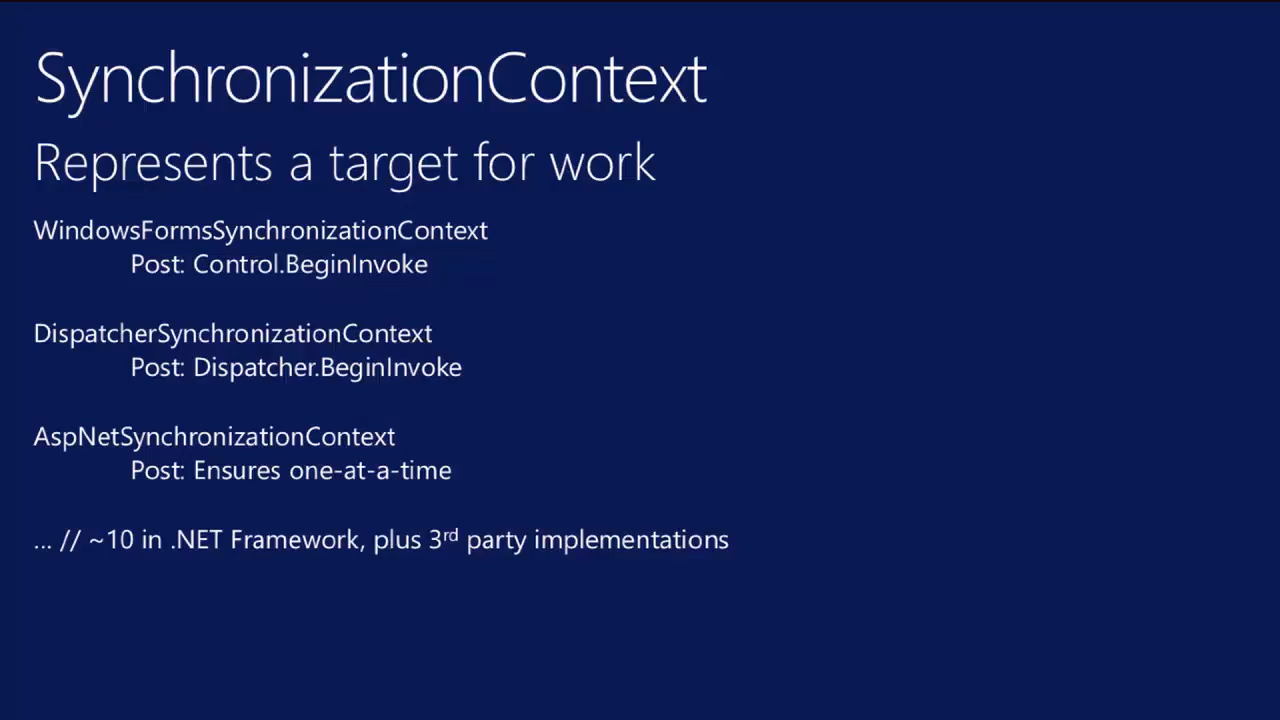 SynchronizationContext
Represents a target for work
WindowsFormsSynchronizationContext
Post: Control.BeginInvoke
DispatcherSynchronizationContext
Post: Dispatcher.BeginInvoke
AspNetSynchronizationContext
Post: Ensures one-at-a-time
... // ~10 in .NET Framework, plus 3rd party implementations